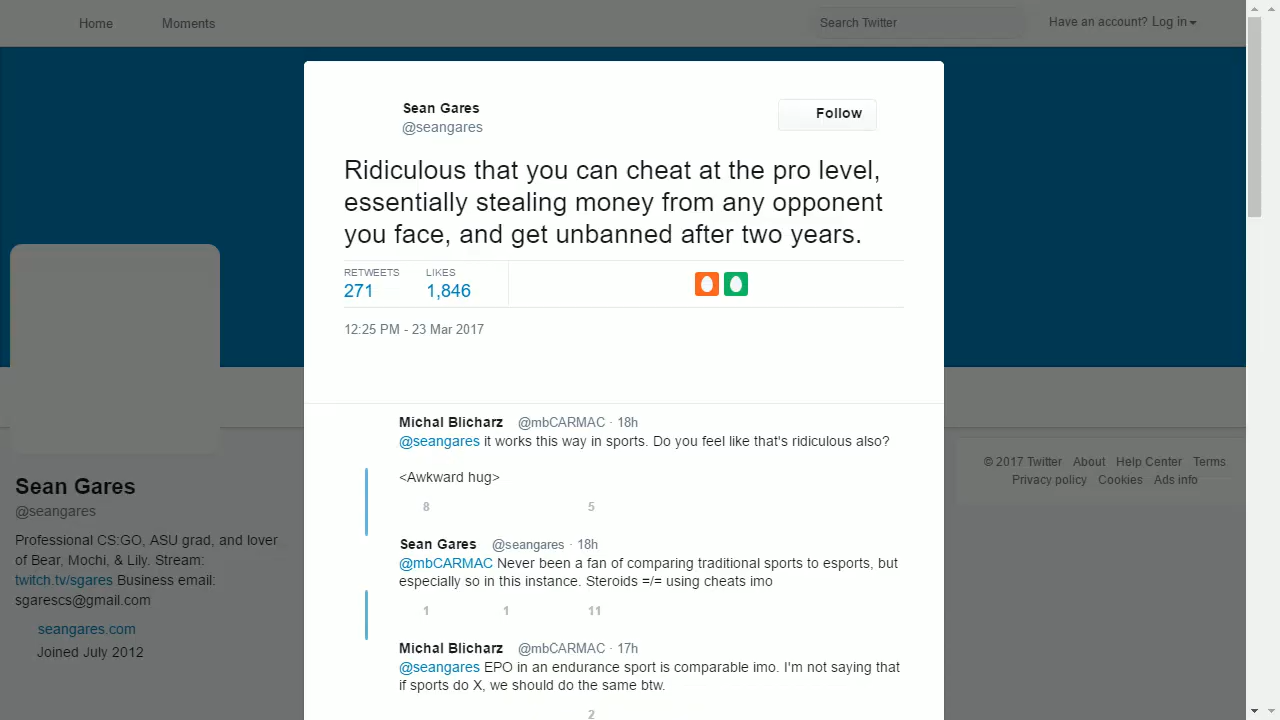 Home Moments Search Twitter Have an account? Log in
Sean Gares
@seangares
Follow
Ridiculous that you can cheat at the pro level,
essentially stealing money from any opponent
you face, and get unbanned after two years.
RETWEETS LIKES
271 1,846
12:25 PM - 23 Mar 2017
Michal Blicharz @mbCARMAC · 18h
@seangares it works this way in sports. Do you feel like that's ridiculous also?
<Awkward hug>
8 5
Sean Gares @seangares · 18h
@mbCARMAC Never been a fan of comparing traditional sports to esports, but
especially so in this instance. Steroids =/= using cheats imo
1 1 11
Michal Blicharz @mbCARMAC · 17h
@seangares EPO in an endurance sport is comparable imo. I'm not saying that
if sports do X, we should do the same btw.
2
Sean Gares
@seangares
Professional CS:GO, ASU grad, and lover
of Bear, Mochi, & Lily. Stream:
twitch.tv/sgares Business email:
sgarescs@gmail.com
seangares.com
Joined July 2012
© 2017 Twitter About Help Center Terms
Privacy policy Cookies Ads info